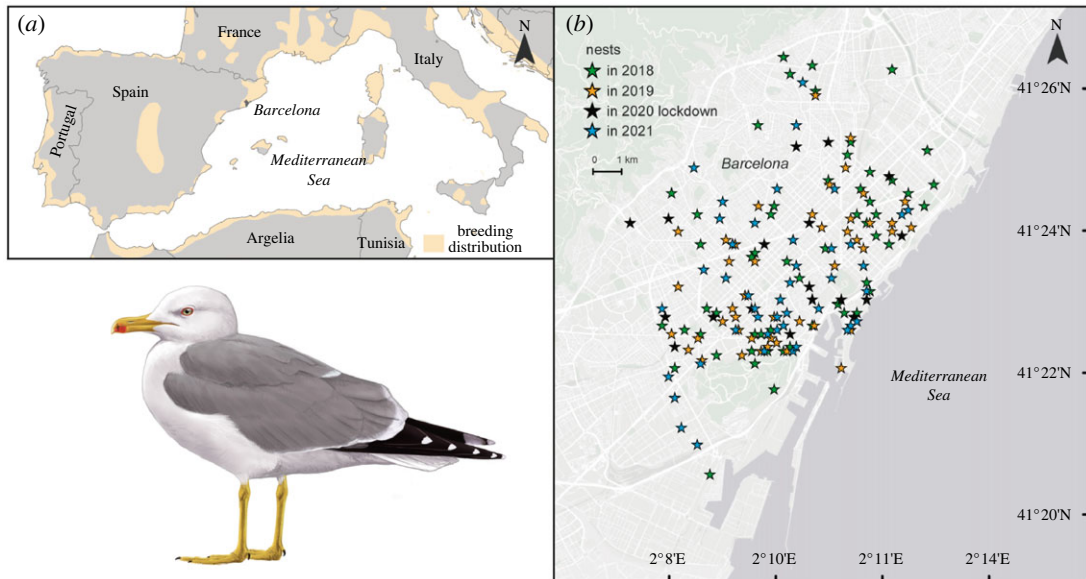 (a)
N
France
Italy
Spain
Portugal
Barcelona
Mediterranean
Sea
Argelia
Tunisia
breeding
distribution
(b)
N
nests
in 2018
in 2019
in 2020 lockdown
in 2021
0 1 km
Barcelona
Mediterranean
Sea
41°26'N
41°24'N
41°22'N
41°20'N
2°8'E 2°10'E 2°11'E 2°14'E